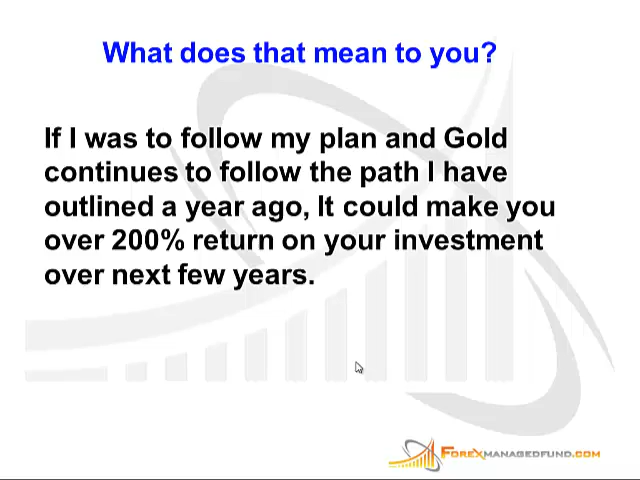 What does that mean to you?
If I was to follow my plan and Gold
continues to follow the path I have
outlined a year ago, It could make you
over 200% return on your investment
over next few years.
FOREXMANAGEDFUND.COM